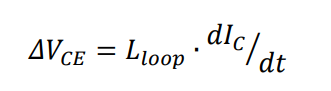 ΔV_CE = L_loop · dI_C/dt